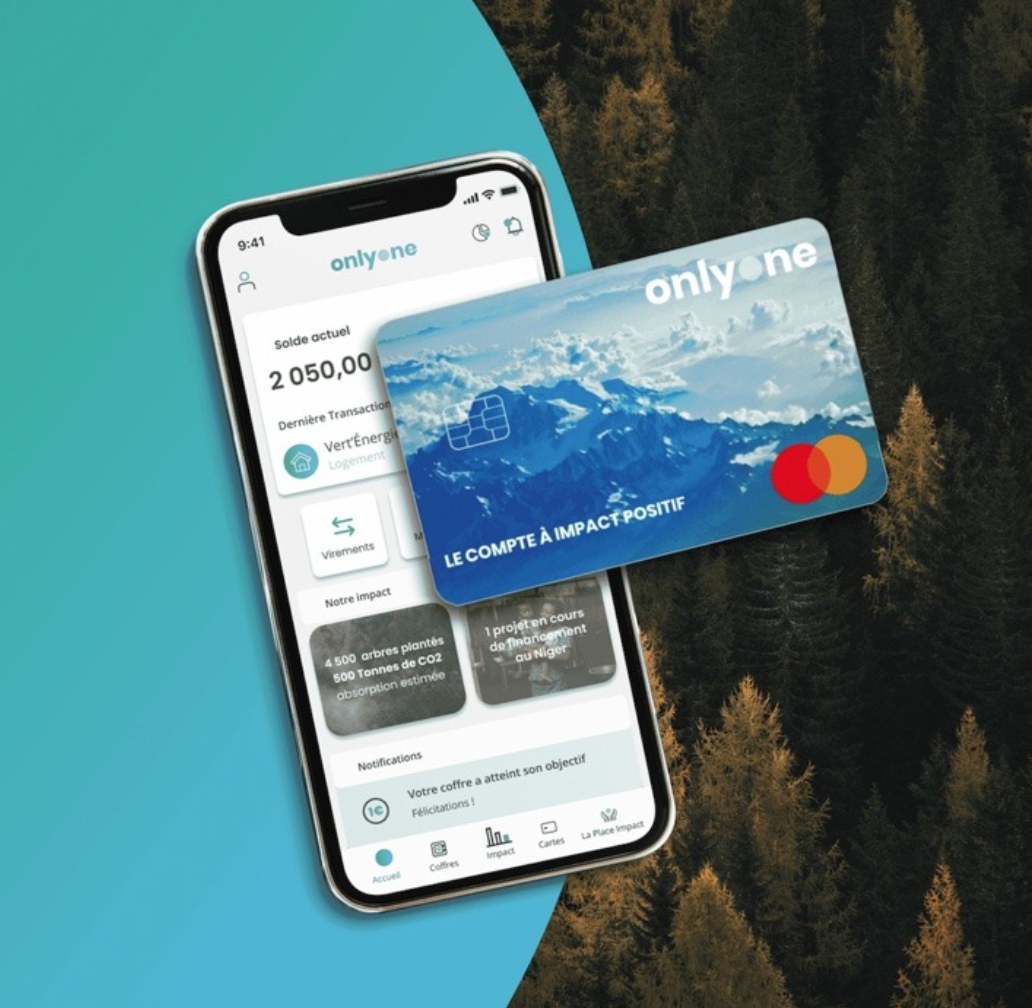 9:41
onlyone
Solde actuel
2 050,00
Dernière Transaction
Vert'Énergie
Logement
Virements
M
Notre impact
4 500 arbres plantés
500 Tonnes de CO2
absorption estimée
1 projet en cours
de financement
au Niger
Notifications
Votre coffre a atteint son objectif
Félicitations !
1€
Accueil
Coffres
Impact
Cartes
La Place Impact
onlyone
LE COMPTE À IMPACT POSITIF